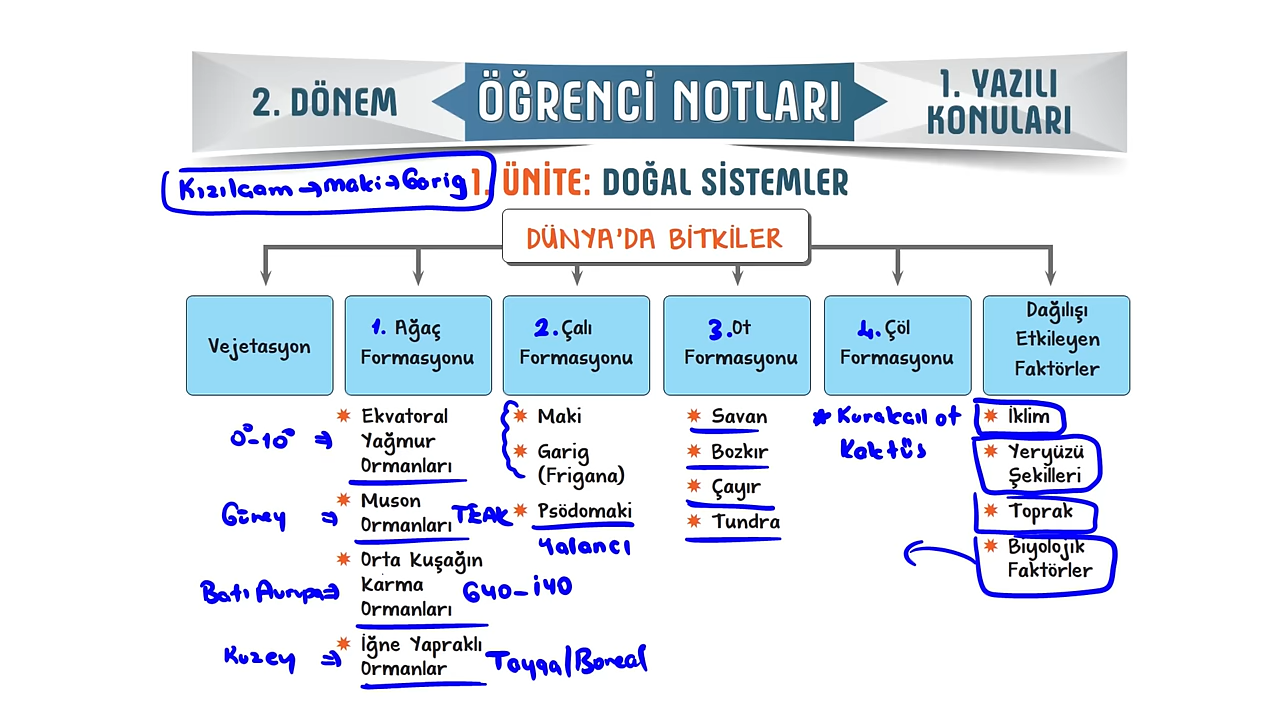 2. DÖNEM
ÖĞRENCİ NOTLARI
1. YAZILI
KONULARI
Kızılçam → maki → Garig
1. ÜNİTE: DOĞAL SİSTEMLER
DÜNYA'DA BİTKİLER
Vejetasyon
1. Ağaç
Formasyonu
2. Çalı
Formasyonu
3. Ot
Formasyonu
4. Çöl
Formasyonu
Dağılışı
Etkileyen
Faktörler
0°-10° ⇒
Ekvatoral
Yağmur
Ormanları
Güney ⇒
Muson
Ormanları TEAK
Batı Avrupa ⇒
Orta Kuşağın
Karma
Ormanları
GYO-İYO
Kuzey ⇒
İğne Yapraklı
Ormanlar
Tayga/Boreal
Maki
Garig
(Frigana)
Psödomaki
Yalancı
Savan
Bozkır
Çayır
Tundra
* Kurakçıl ot
Kaktüs
İklim
Yeryüzü
Şekilleri
Toprak
Biyolojik
Faktörler